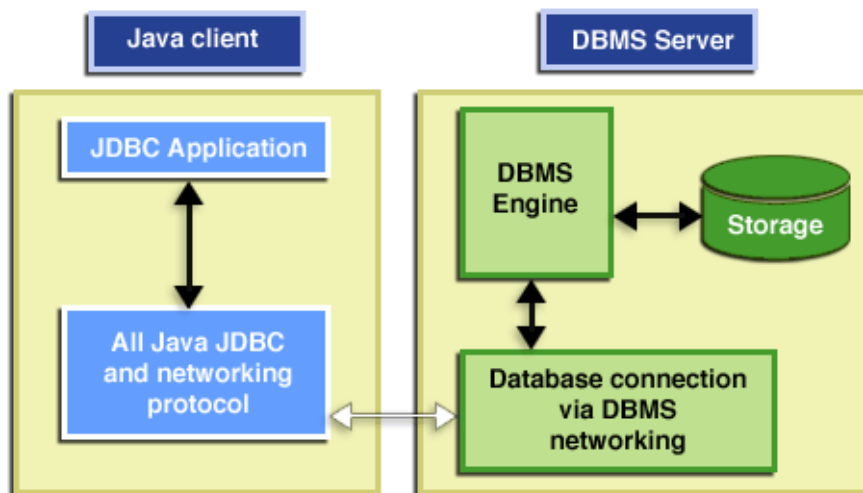 Java client
DBMS Server
JDBC Application
All Java JDBC
and networking
protocol
DBMS
Engine
Storage
Database connection
via DBMS
networking